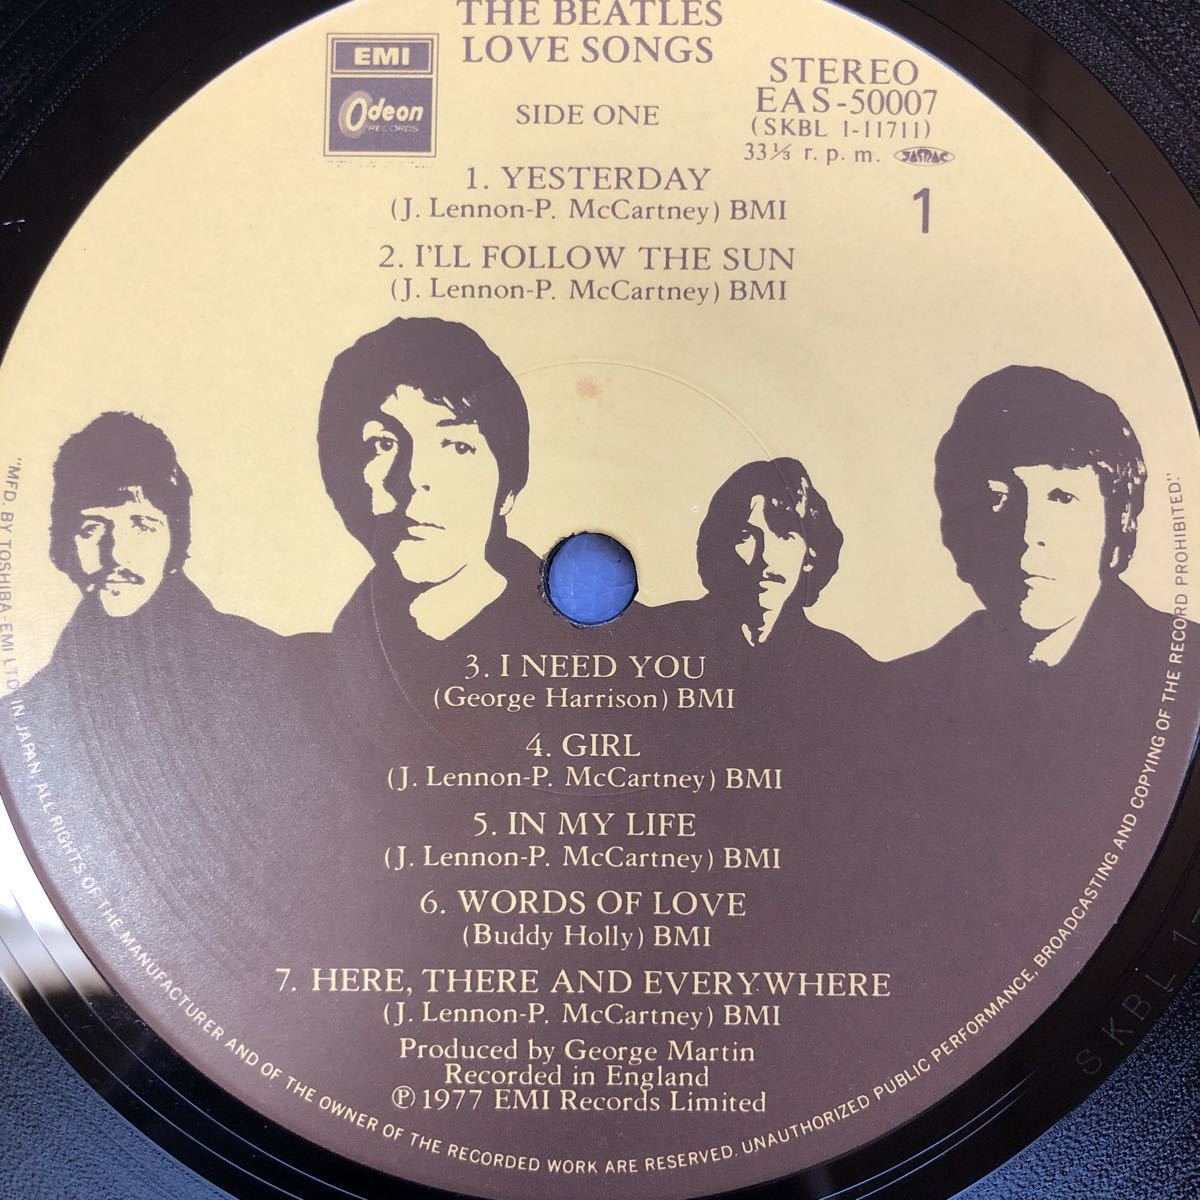 THE BEATLES
LOVE SONGS
EMI
Odeon
RECORDS
SIDE ONE
STEREO
EAS-50007
(SKBL 1-11711)
33⅓ r. p. m. JASRAC
1
1. YESTERDAY
(J. Lennon-P. McCartney) BMI
2. I'LL FOLLOW THE SUN
(J. Lennon-P. McCartney) BMI
3. I NEED YOU
(George Harrison) BMI
4. GIRL
(J. Lennon-P. McCartney) BMI
5. IN MY LIFE
(J. Lennon-P. McCartney) BMI
6. WORDS OF LOVE
(Buddy Holly) BMI
7. HERE, THERE AND EVERYWHERE
(J. Lennon-P. McCartney) BMI
Produced by George Martin
Recorded in England
℗ 1977 EMI Records Limited
"MFD. BY TOSHIBA-EMI LTD. IN JAPAN. ALL RIGHTS OF THE MANUFACTURER AND OF THE OWNER OF THE RECORDED WORK ARE RESERVED. UNAUTHORIZED PUBLIC PERFORMANCE, BROADCASTING AND COPYING OF THE RECORD PROHIBITED."
SKBL 1